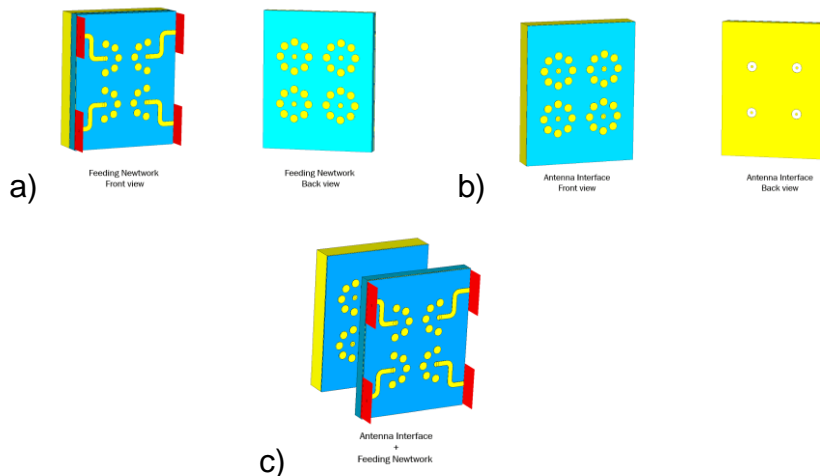 Feeding Newtwork
Front view
Feeding Newtwork
Back view
a)
Antenna Interface
Front view
Antenna Interface
Back view
b)
Antenna Interface
+
Feeding Newtwork
c)